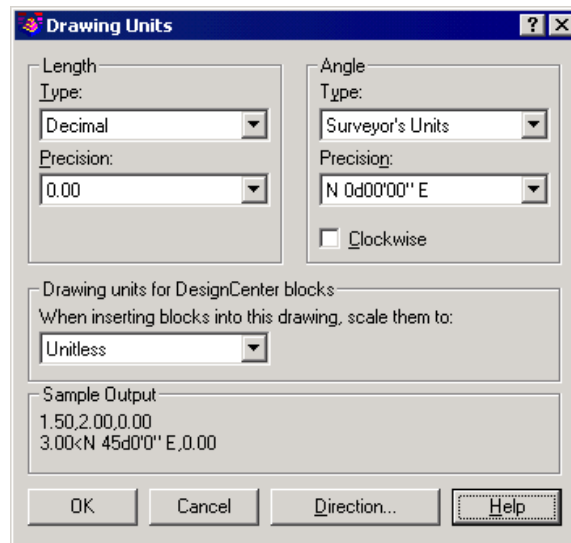 Drawing Units
Length
Type:
Decimal
Precision:
0.00
Angle
Type:
Surveyor's Units
Precision:
N 0d00'00" E
Clockwise
Drawing units for DesignCenter blocks
When inserting blocks into this drawing, scale them to:
Unitless
Sample Output
1.50,2.00,0.00
3.00<N 45d0'0" E,0.00
OK Cancel Direction... Help